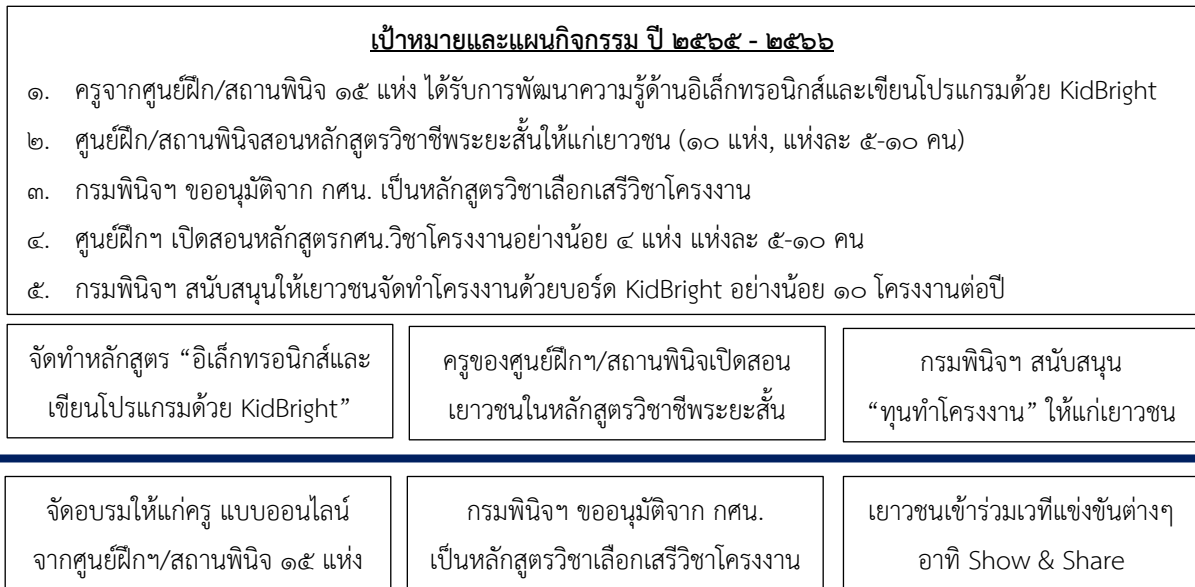 เป้าหมายและแผนกิจกรรม ปี ๒๕๖๕ - ๒๕๖๖
๑. ครูจากศูนย์ฝึก/สถานพินิจ ๑๕ แห่ง ได้รับการพัฒนาความรู้ด้านอิเล็กทรอนิกส์และเขียนโปรแกรมด้วย KidBright
๒. ศูนย์ฝึก/สถานพินิจสอนหลักสูตรวิชาชีพระยะสั้นให้แก่เยาวชน (๑๐ แห่ง, แห่งละ ๕-๑๐ คน)
๓. กรมพินิจฯ ขออนุมัติจาก กศน. เป็นหลักสูตรวิชาเลือกเสรีวิชาโครงงาน
๔. ศูนย์ฝึกฯ เปิดสอนหลักสูตรกศน.วิชาโครงงานอย่างน้อย ๔ แห่ง แห่งละ ๕-๑๐ คน
๕. กรมพินิจฯ สนับสนุนให้เยาวชนจัดทำโครงงานด้วยบอร์ด KidBright อย่างน้อย ๑๐ โครงงานต่อปี
จัดทำหลักสูตร “อิเล็กทรอนิกส์และ
เขียนโปรแกรมด้วย KidBright”
ครูของศูนย์ฝึกฯ/สถานพินิจเปิดสอน
เยาวชนในหลักสูตรวิชาชีพระยะสั้น
กรมพินิจฯ สนับสนุน
“ทุนทำโครงงาน” ให้แก่เยาวชน
จัดอบรมให้แก่ครู แบบออนไลน์
จากศูนย์ฝึกฯ/สถานพินิจ ๑๕ แห่ง
กรมพินิจฯ ขออนุมัติจาก กศน.
เป็นหลักสูตรวิชาเลือกเสรีวิชาโครงงาน
เยาวชนเข้าร่วมเวทีแข่งขันต่างๆ
อาทิ Show & Share